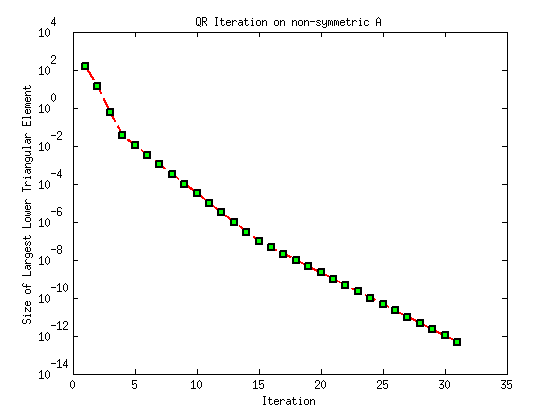 QR Iteration on non-symmetric A
10^4
10^2
10^0
10^-2
10^-4
10^-6
10^-8
10^-10
10^-12
10^-14
Size of Largest Lower Triangular Element
0 5 10 15 20 25 30 35
Iteration